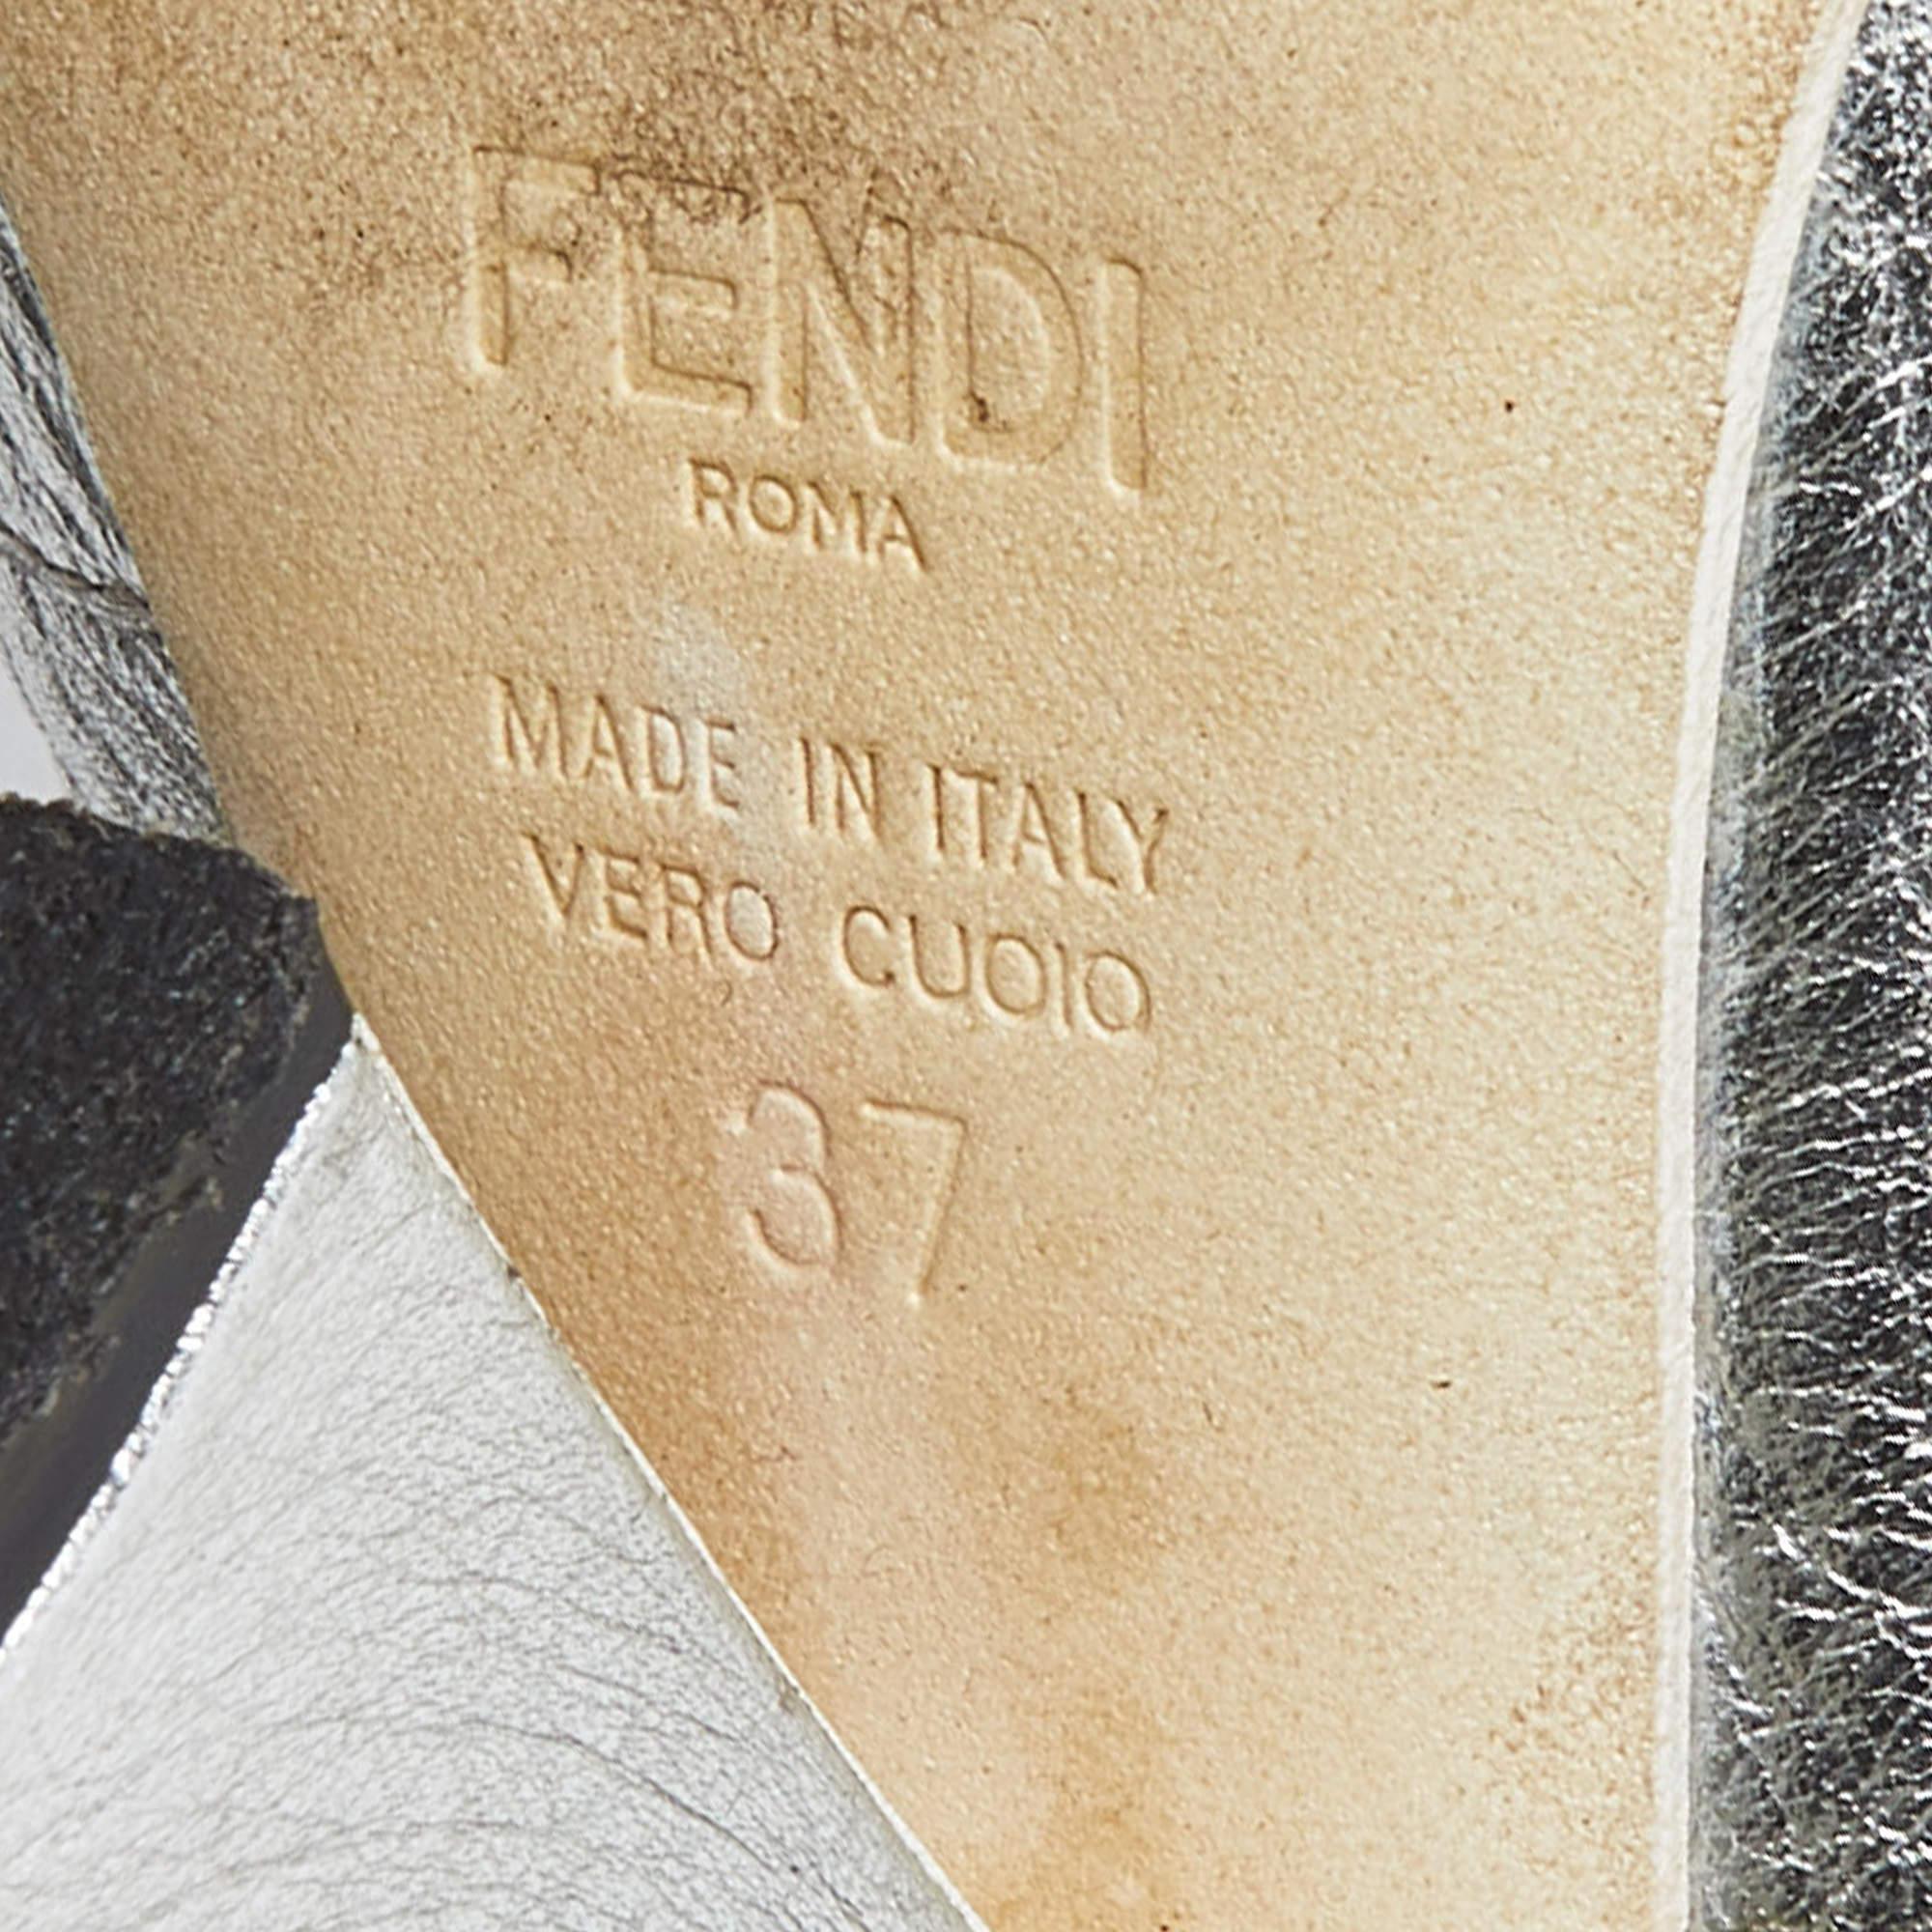 FENDI
ROMA
MADE IN ITALY
VERO CUOIO
37